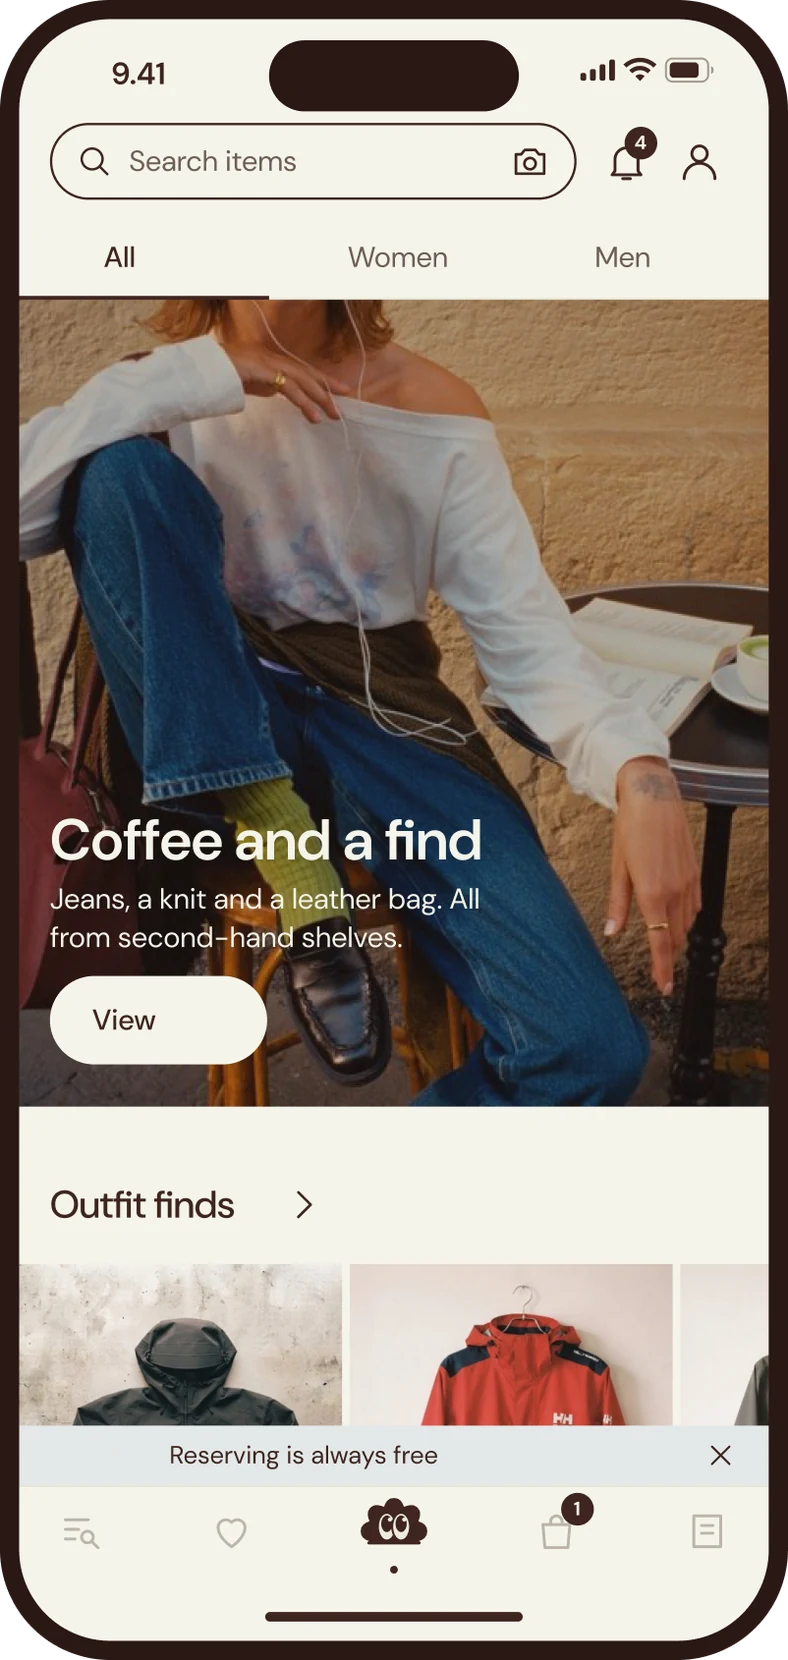 9.41
Search items
4
All
Women
Men
Coffee and a find
Jeans, a knit and a leather bag. All
from second-hand shelves.
View
Outfit finds
HH
Reserving is always free
CO
1